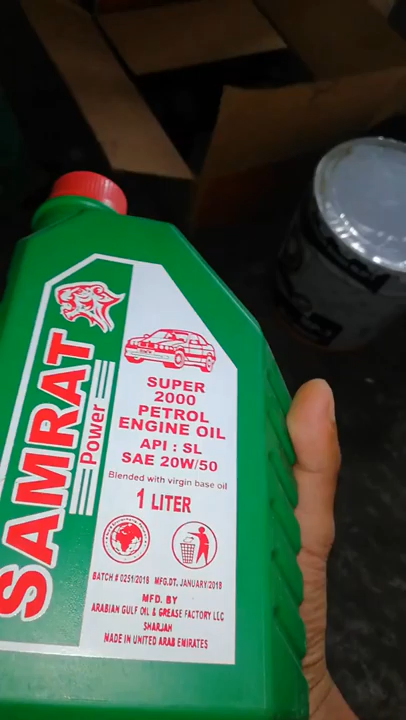 SAMRAT
Power
SUPER
2000
PETROL
ENGINE OIL
API : SL
SAE 20W/50
Blended with virgin base oil
1 LITER
BATCH # 0251/2018 MFG.DT. JANUARY/2018
MFD. BY
ARABIAN GULF OIL & GREASE FACTORY LLC
SHARJAH
MADE IN UNITED ARAB EMIRATES